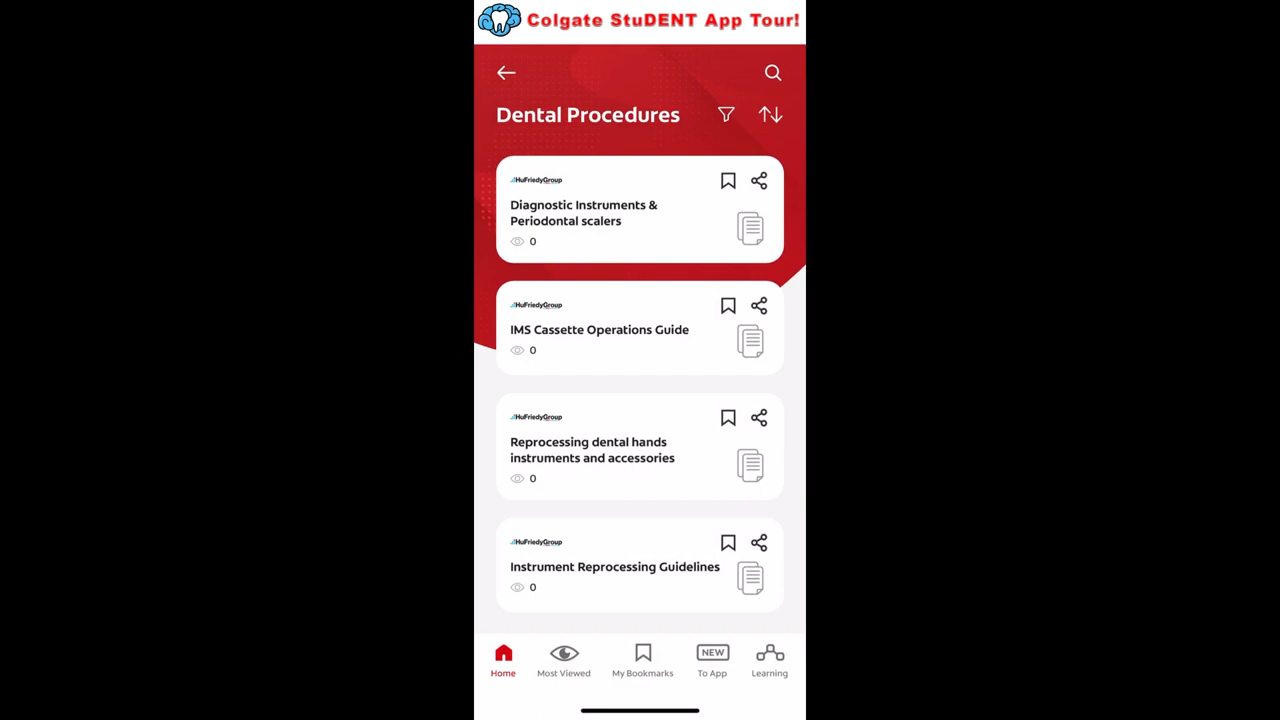 Colgate StuDENT App Tour!
Dental Procedures
HuFriedyGroup
Diagnostic Instruments &
Periodontal scalers
0
HuFriedyGroup
IMS Cassette Operations Guide
0
HuFriedyGroup
Reprocessing dental hands
instruments and accessories
0
HuFriedyGroup
Instrument Reprocessing Guidelines
0
NEW
Home Most Viewed My Bookmarks To App Learning